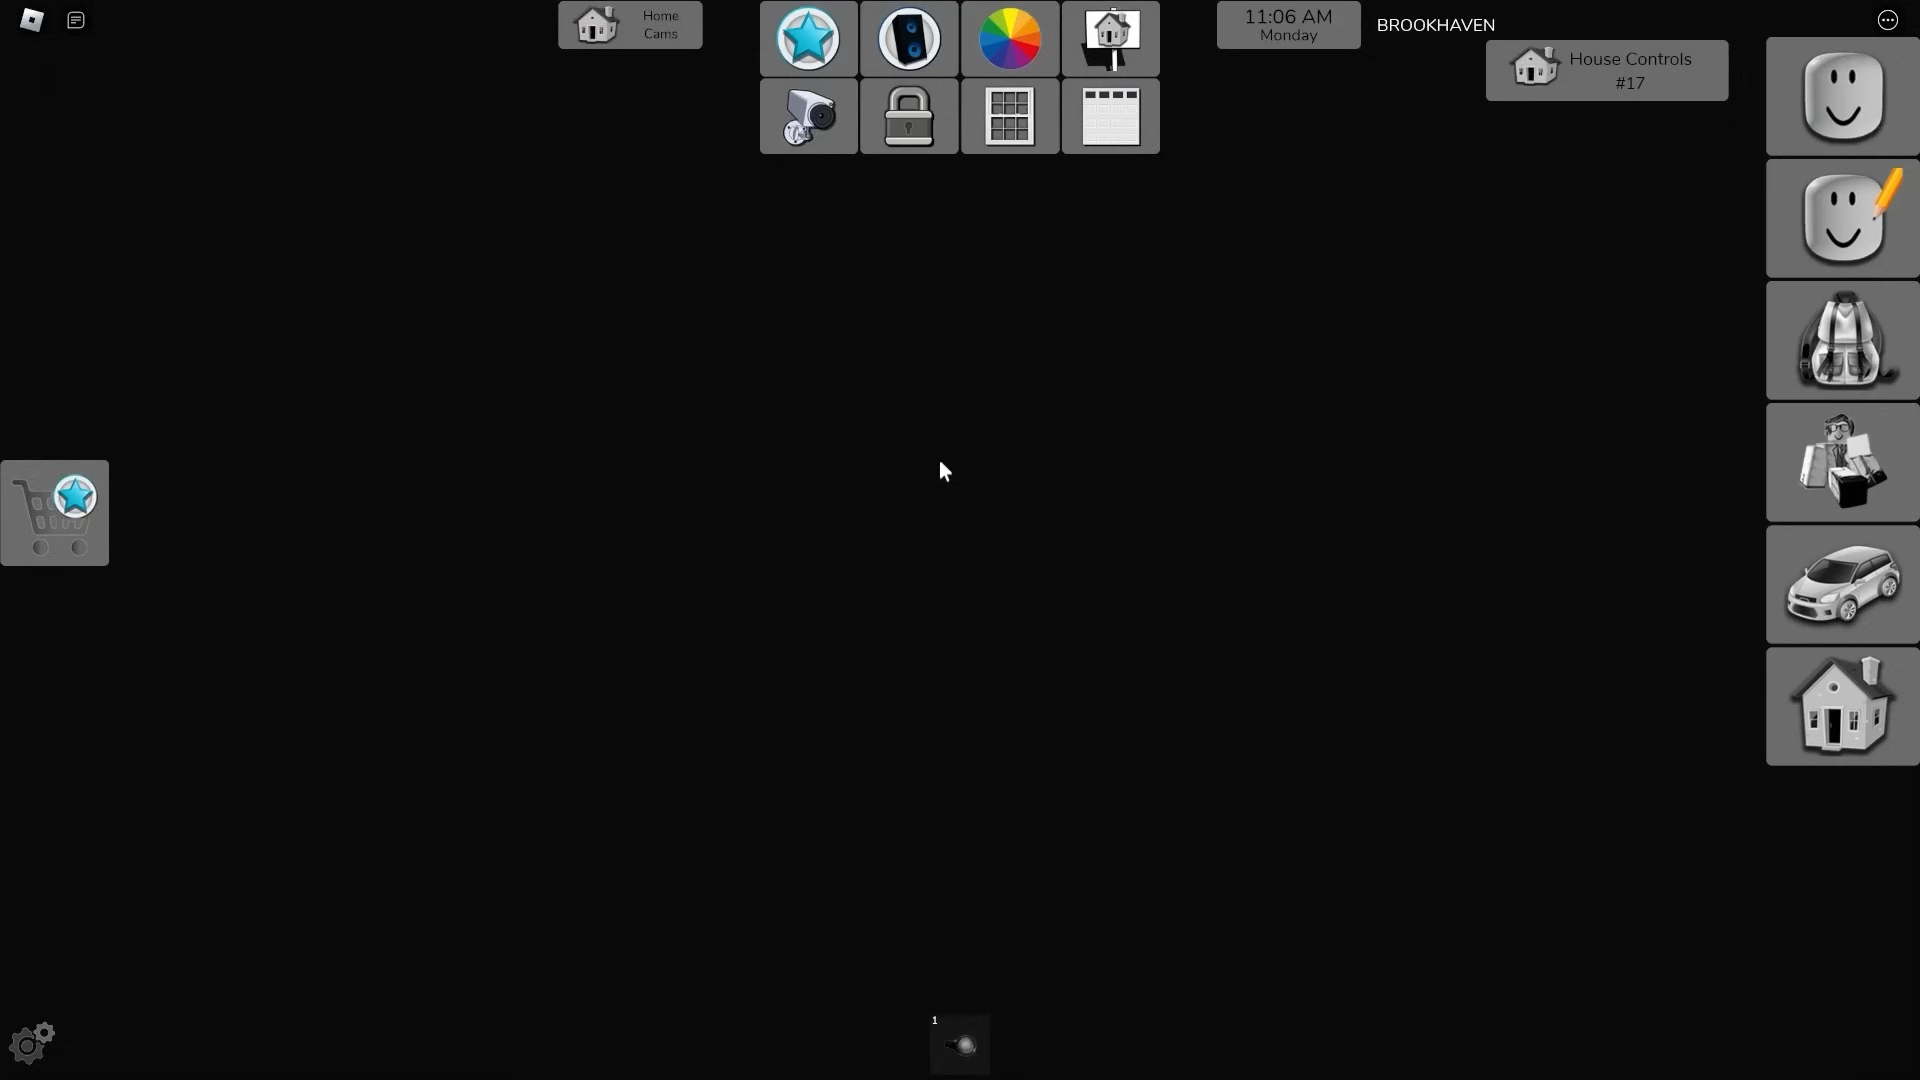 Home
Cams
11:06 AM
Monday
BROOKHAVEN
House Controls
#17
1